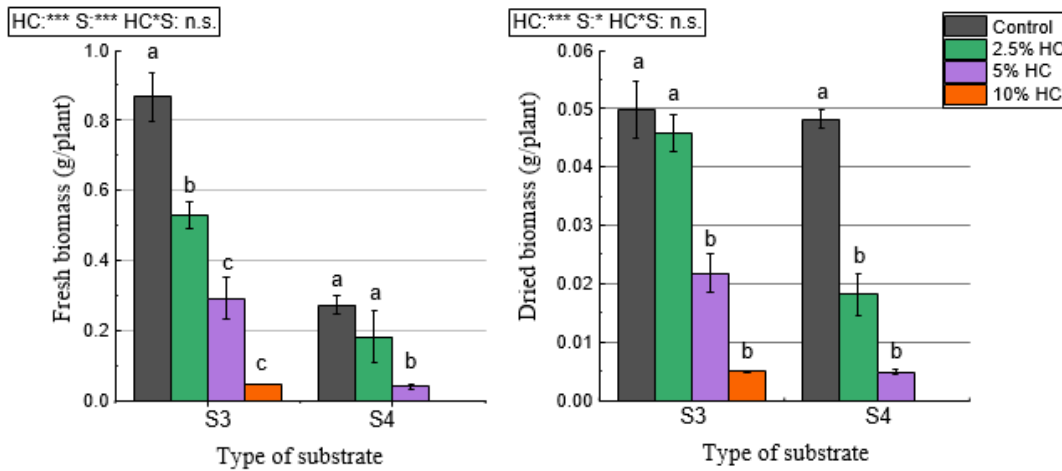 HC:*** S:*** HC*S: n.s.
1.0
0.8
0.6
0.4
0.2
0.0
Fresh biomass (g/plant)
a
b
c
c
a
a
b
S3
S4
Type of substrate
HC:*** S:* HC*S: n.s.
0.06
0.05
0.04
0.03
0.02
0.01
0.00
Dried biomass (g/plant)
a
a
b
b
a
b
b
S3
S4
Type of substrate
Control
2.5% HC
5% HC
10% HC